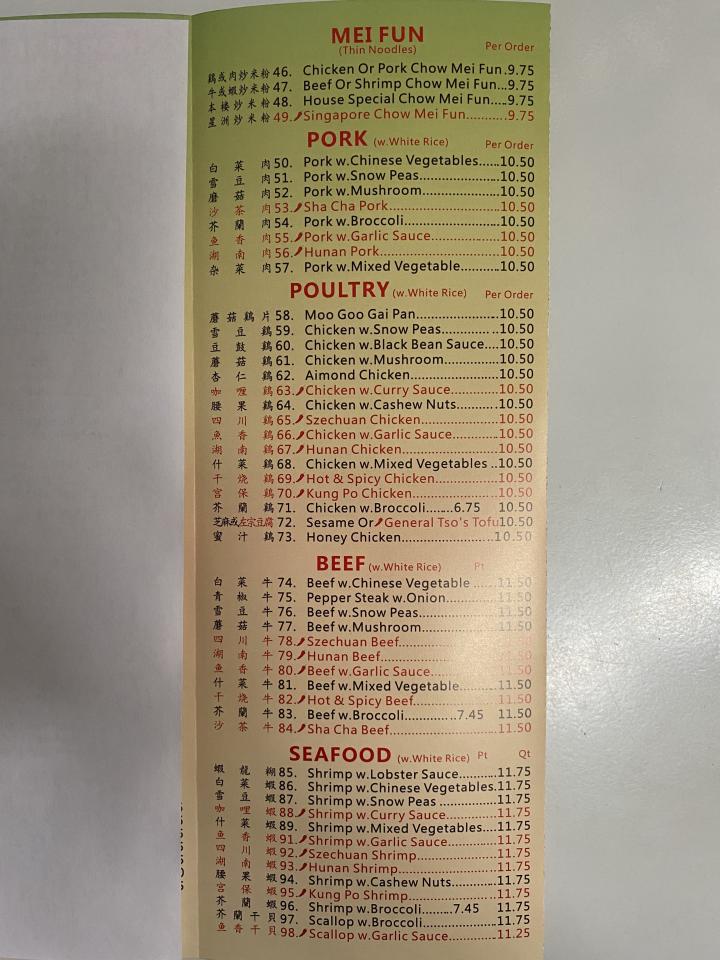 MEI FUN
(Thin Noodles) Per Order
鷄或肉炒米粉 46. Chicken Or Pork Chow Mei Fun.9.75
牛或蝦炒米粉 47. Beef Or Shrimp Chow Mei Fun...9.75
本樓炒米粉 48. House Special Chow Mei Fun....9.75
星洲炒米粉 49. Singapore Chow Mei Fun..........9.75
PORK (w.White Rice) Per Order
白菜肉 50. Pork w.Chinese Vegetables......10.50
雪豆肉 51. Pork w.Snow Peas................10.50
磨菇肉 52. Pork w.Mushroom...............10.50
沙茶肉 53. Sha Cha Pork......................10.50
芥蘭肉 54. Pork w.Broccoli...................10.50
鱼香肉 55. Pork w.Garlic Sauce..............10.50
湖南肉 56. Hunan Pork........................10.50
杂菜肉 57. Pork w.Mixed Vegetable..........10.50
POULTRY (w.White Rice) Per Order
蘑菇鷄片 58. Moo Goo Gai Pan.................10.50
雪豆鷄 59. Chicken w.Snow Peas............10.50
豆鼓鷄 60. Chicken w.Black Bean Sauce....10.50
蘑菇鷄 61. Chicken w.Mushroom............10.50
杏仁鷄 62. Aimond Chicken..................10.50
咖喱鷄 63. Chicken w.Curry Sauce..........10.50
腰果鷄 64. Chicken w.Cashew Nuts.........10.50
四川鷄 65. Szechuan Chicken................10.50
魚香鷄 66. Chicken w.Garlic Sauce..........10.50
湖南鷄 67. Hunan Chicken....................10.50
什菜鷄 68. Chicken w.Mixed Vegetables ..10.50
干燒鷄 69. Hot & Spicy Chicken.............10.50
宮保鷄 70. Kung Po Chicken..................10.50
芥蘭鷄 71. Chicken w.Broccoli.......6.75 10.50
芝麻或左宗豆腐 72. Sesame Or General Tso's Tofu10.50
蜜汁鷄 73. Honey Chicken....................10.50
BEEF (w.White Rice) Pt
白菜牛 74. Beef w.Chinese Vegetable ......11.50
青椒牛 75. Pepper Steak w.Onion...........11.50
雪豆牛 76. Beef w.Snow Peas................11.50
蘑菇牛 77. Beef w.Mushroom................11.50
四川牛 78. Szechuan Beef....................
湖南牛 79. Hunan Beef........................
鱼香牛 80. Beef w.Garlic Sauce..............
什菜牛 81. Beef w.Mixed Vegetable.........11.50
干燒牛 82. Hot & Spicy Beef.................11.50
芥蘭牛 83. Beef w.Broccoli............7.45 11.50
沙茶牛 84. Sha Cha Beef......................11.50
SEAFOOD (w.White Rice) Pt Qt
蝦龍糊 85. Shrimp w.Lobster Sauce..........11.75
白菜蝦 86. Shrimp w.Chinese Vegetables.11.75
雪豆蝦 87. Shrimp w.Snow Peas .............11.75
咖哩蝦 88. Shrimp w.Curry Sauce............11.75
什菜蝦 89. Shrimp w.Mixed Vegetables....11.75
鱼香蝦 91. Shrimp w.Garlic Sauce...........11.75
四川蝦 92. Szechuan Shrimp..................11.75
湖南蝦 93. Hunan Shrimp......................11.75
腰果蝦 94. Shrimp w.Cashew Nuts...........11.75
宮保蝦 95. Kung Po Shrimp....................11.75
芥蘭蝦 96. Shrimp w.Broccoli.........7.45 11.75
芥蘭干貝 97. Scallop w.Broccoli................11.75
鱼香干貝 98. Scallop w.Garlic Sauce...........11.25